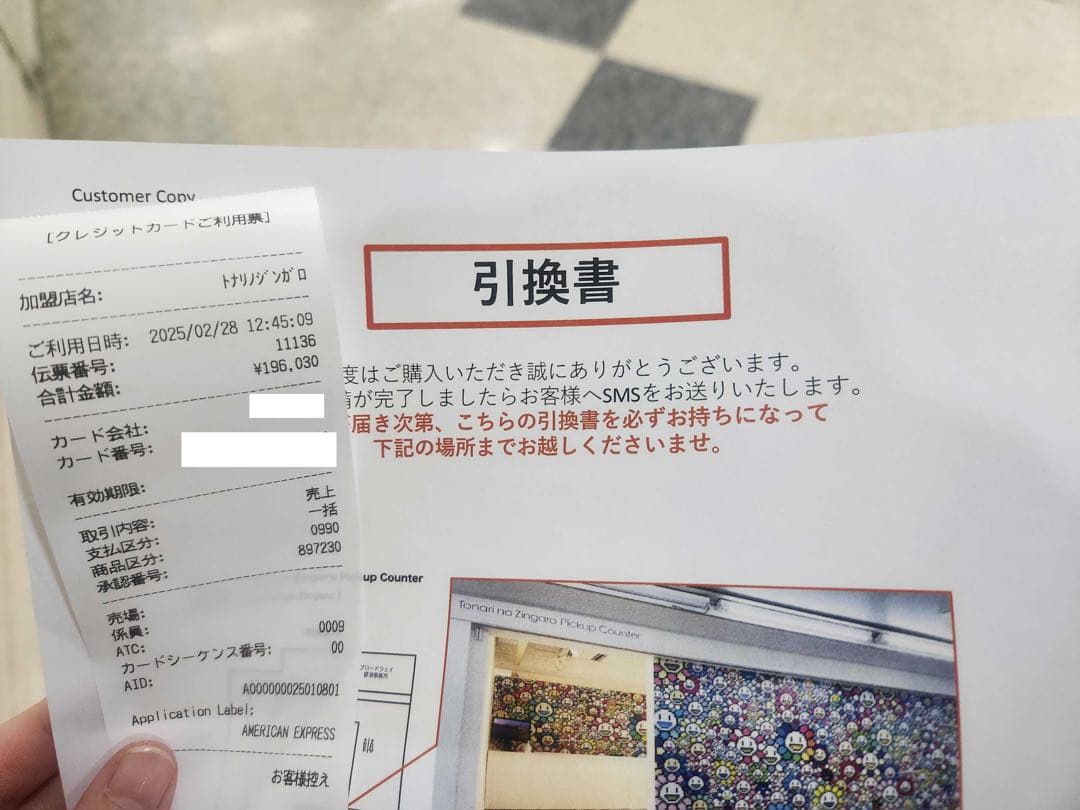 Customer Copy
[クレジットカードご利用票]
加盟店名:
トナリノジンガロ
ご利用日時: 2025/02/28 12:45:09
伝票番号: 11136
合計金額: ¥196,030
カード会社:
カード番号:
有効期限:
取引内容: 売上
支払区分: 一括
商品区分: 0990
承認番号: 897230
売場:
係員:
ATC: 0009
カードシーケンス番号: 00
AID:
A000000025010801
Application Label:
AMERICAN EXPRESS
お客様控え
引換書
度はご購入いただき誠にありがとうございます。
が完了しましたらお客様へSMSをお送りいたします。
届き次第、こちらの引換書を必ずお持ちになって
下記の場所までお越しくださいませ。
up Counter
ブロードウェイ
Tonari no Zingaro Pickup Counter